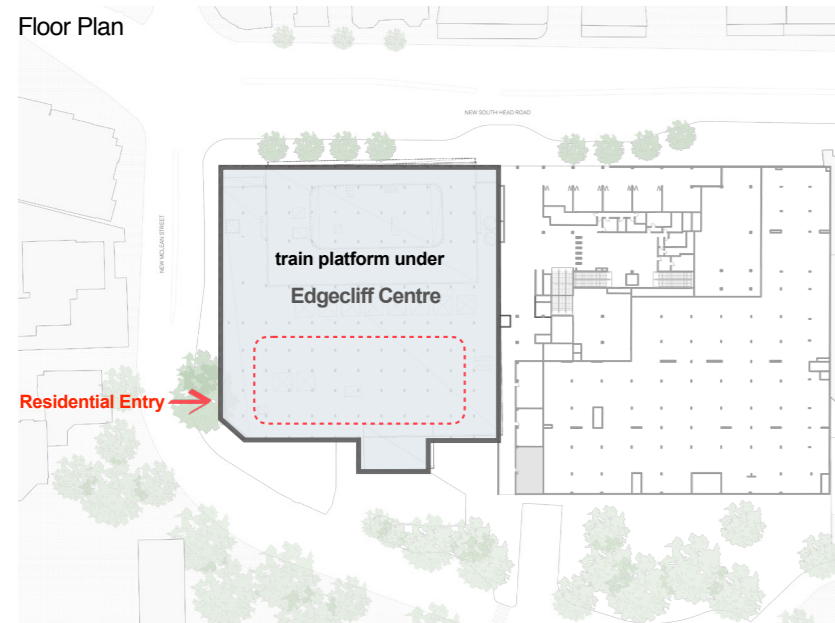 Floor Plan
NEW SOUTH HEAD ROAD
NEW MCLEAN STREET
train platform under
Edgecliff Centre
Residential Entry